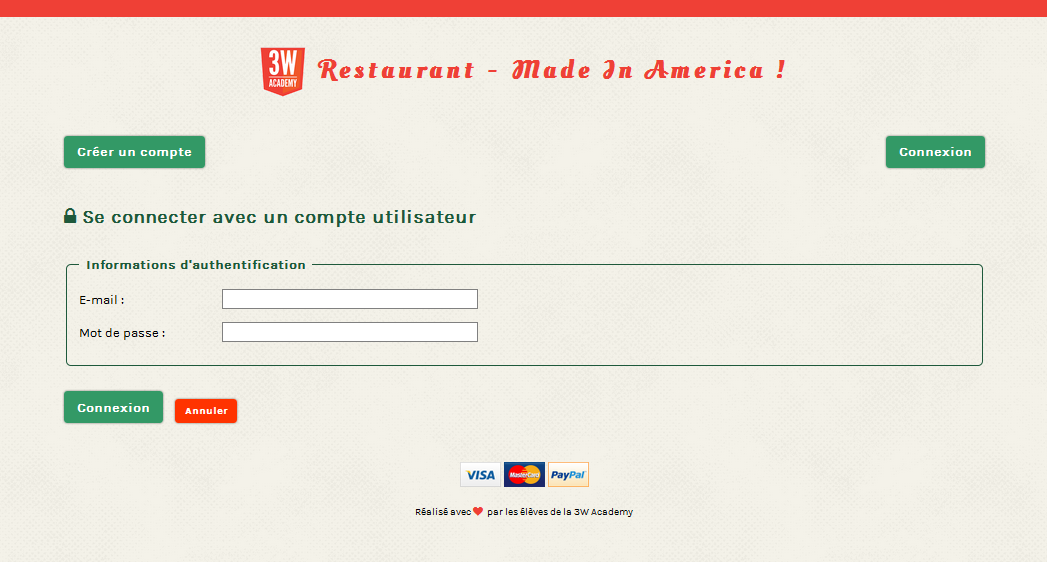 3W
ACADEMY
Restaurant - Made In America !
Créer un compte
Connexion
Se connecter avec un compte utilisateur
Informations d'authentification
E-mail :
Mot de passe :
Connexion
Annuler
VISA MasterCard PayPal
Réalisé avec par les élèves de la 3W Academy